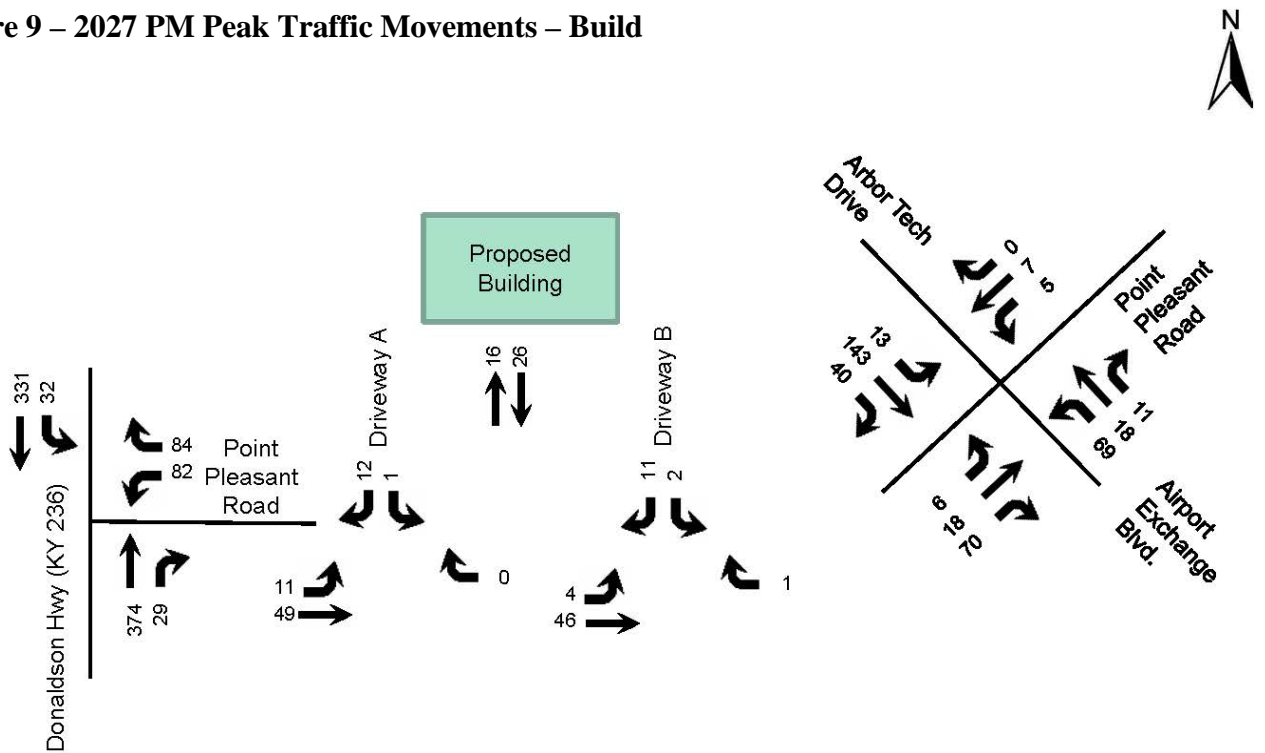 re 9 – 2027 PM Peak Traffic Movements – Build
N
Arbor Tech
Drive
0
7
5
Point
Pleasant
Road
Proposed
Building
13
143
40
11
18
69
6
18
70
Airport
Exchange
Blvd.
16
26
Driveway A
Driveway B
331
32
84
82
Point
Pleasant
Road
Donaldson Hwy (KY 236)
374
29
12
1
11
49
0
11
2
4
46
1